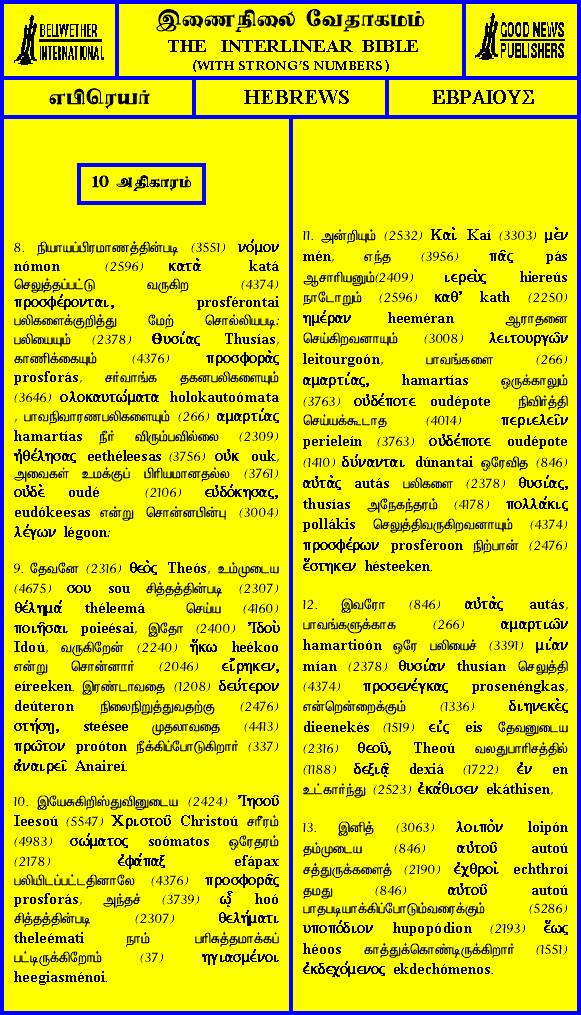 BELLWETHER
INTERNATIONAL
இணைநிலை வேதாகமம்
THE INTERLINEAR BIBLE
(WITH STRONG'S NUMBERS)
GOOD NEWS
PUBLISHERS
எபிரெயர்
HEBREWS
ΕΒΡΑΙΟΥΣ
10 அதிகாரம்
8. நியாயப்பிரமாணத்தின்படி (3551) νόμον
nómon (2596) κατὰ katá
செலுத்தப்பட்டு வருகிற (4374)
προσφέρονται, prosférontai
பலிகளைக்குறித்து மேற் சொல்லியபடி:
பலியையும் (2378) Θυσίας Thusías,
காணிக்கையும் (4376) προσφορὰς
prosforás, சர்வாங்க தகனபலிகளையும்
(3646) ολοκαυτώματα holokautoómata
, பாவநிவாரணபலிகளையும் (266) αμαρτίας
hamartías நீர் விரும்பவில்லை (2309)
ἠθέλησας eethéleesas (3756) οὐκ ouk,
அவைகள் உமக்குப் பிரியமானதல்ல (3761)
οὐδὲ oudé (2106) εὐδόκησας,
eudókeesas என்று சொன்னபின்பு (3004)
λέγων légoon:
9. தேவனே (2316) θεὸς Theós, உம்முடைய
(4675) σου sou சித்தத்தின்படி (2307)
θέλημά théleemá செய்ய (4160)
ποιῆσαι poieésai, இதோ (2400) Ἰδοὺ
Idoú, வருகிறேன் (2240) ἥκω heékoo
என்று சொன்னார் (2046) εἴρηκεν,
eíreeken. இரண்டாவதை (1208) δεύτερον
deúteron நிலைநிறுத்துவதற்கு (2476)
στήσῃ, steésee முதலாவதை (4413)
πρῶτον proóton நீக்கிப்போடுகிறார் (337)
ἀναιρεῖ Anaireí.
10. இயேசுகிறிஸ்துவினுடைய (2424) Ἰησοῦ
Ieesoú (5547) Χριστοῦ Christoú சரீரம்
(4983) σώματος soómatos ஒரேதரம்
(2178) ἐφάπαξ efápax
பலியிடப்பட்டதினாலே (4376) προσφορᾶς
prosforás, அந்தச் (3739) ᾧ hoó
சித்தத்தின்படி (2307) θελήματι
theleémati நாம் பரிசுத்தமாக்கப்
பட்டிருக்கிறோம் (37) ηγιασμένοι
heegiasménoi.
11. அன்றியும் (2532) Καὶ Kaí (3303) μὲν
mén, எந்த (3956) πᾶς pás
ஆசாரியனும்(2409) ιερεὺς hiereús
நாடோறும் (2596) καθ' kath (2250)
ημέραν heeméran ஆராதனை
செய்கிறவனாயும் (3008) λειτουργῶν
leitourgoón, பாவங்களை (266)
αμαρτίας, hamartías ஒருக்காலும்
(3763) οὐδέποτε oudépote நிவிர்த்தி
செய்யக்கூடாத (4014) περιελεῖν
perieleín (3763) οὐδέποτε oudépote
(1410) δύνανται dúnantai ஒரேவித (846)
αὐτὰς autás பலிகளை (2378) θυσίας,
thusías அநேகந்தரம் (4178) πολλάκις
pollákis செலுத்திவருகிறவனாயும் (4374)
προσφέρων prosféroon நிற்பான் (2476)
ἕστηκεν hésteeken.
12. இவரோ (846) αὐτὰς autás,
பாவங்களுக்காக (266) αμαρτιῶν
hamartioón ஒரே பலியைச் (3391) μίαν
mían (2378) θυσίαν thusían செலுத்தி
(4374) προσενέγκας prosenéngkas,
என்றென்றைக்கும் (1336) διηνεκὲς
dieenekés (1519) εἰς eis தேவனுடைய
(2316) θεοῦ, Theoú வலதுபாரிசத்தில்
(1188) δεξιᾷ dexiá (1722) ἐν en
உட்கார்ந்து (2523) ἐκάθισεν ekáthisen,
13. இனித் (3063) λοιπὸν loipón
தம்முடைய (846) αὐτοῦ autoú
சத்துருக்களைத் (2190) ἐχθροὶ echthroí
தமது (846) αὐτοῦ autoú
பாதபடியாக்கிப்போடும்வரைக்கும் (5286)
υποπόδιον hupopódion (2193) ἕως
héoos காத்துக்கொண்டிருக்கிறார் (1551)
ἐκδεχόμενος ekdechómenos.